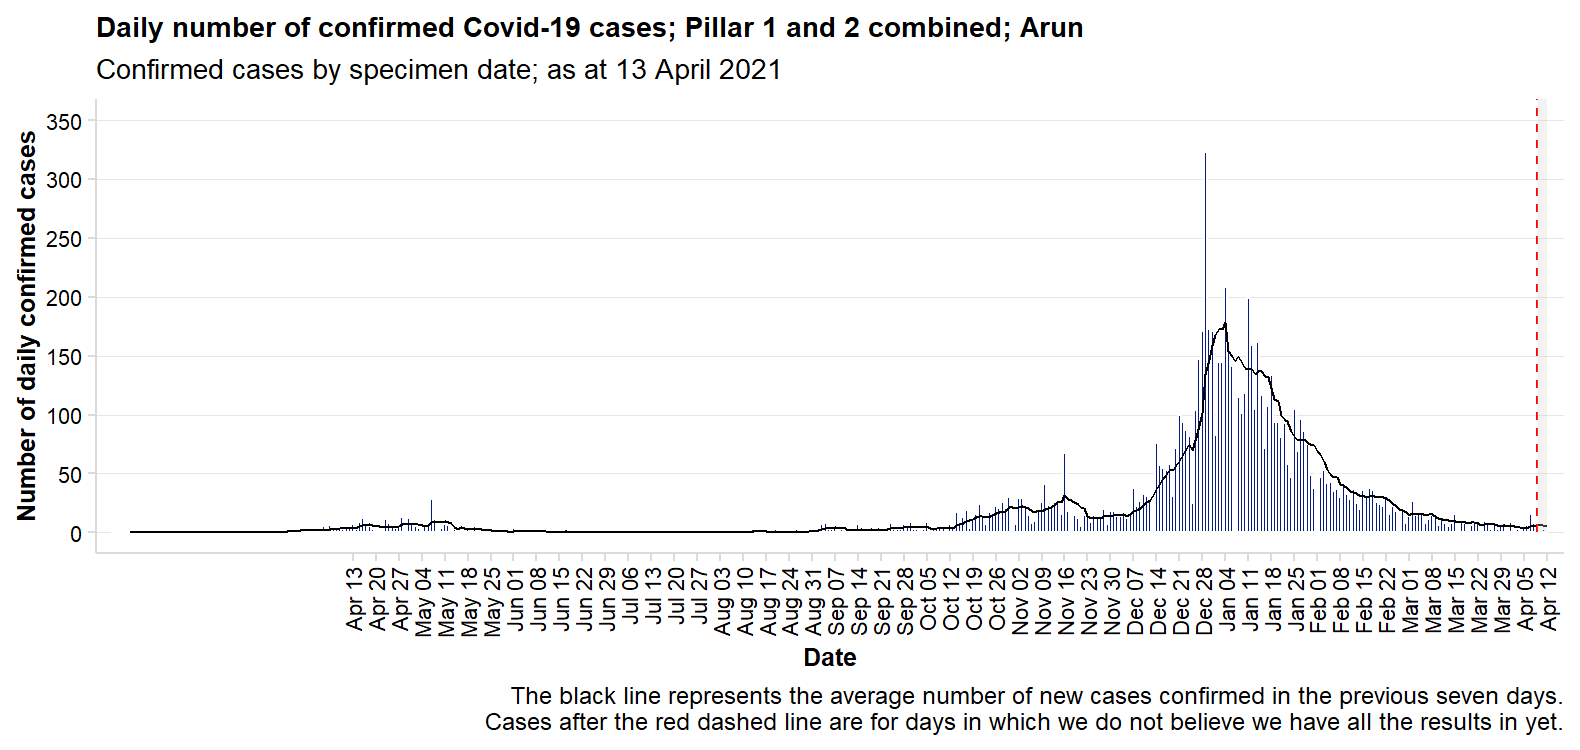 Daily number of confirmed Covid-19 cases; Pillar 1 and 2 combined; Arun
Confirmed cases by specimen date; as at 13 April 2021
Number of daily confirmed cases
350
300
250
200
150
100
50
0
Apr 13
Apr 20
Apr 27
May 04
May 11
May 18
May 25
Jun 01
Jun 08
Jun 15
Jun 22
Jun 29
Jul 06
Jul 13
Jul 20
Jul 27
Aug 03
Aug 10
Aug 17
Aug 24
Aug 31
Sep 07
Sep 14
Sep 21
Sep 28
Oct 05
Oct 12
Oct 19
Oct 26
Nov 02
Nov 09
Nov 16
Nov 23
Nov 30
Dec 07
Dec 14
Dec 21
Dec 28
Jan 04
Jan 11
Jan 18
Jan 25
Feb 01
Feb 08
Feb 15
Feb 22
Mar 01
Mar 08
Mar 15
Mar 22
Mar 29
Apr 05
Apr 12
Date
The black line represents the average number of new cases confirmed in the previous seven days.
Cases after the red dashed line are for days in which we do not believe we have all the results in yet.